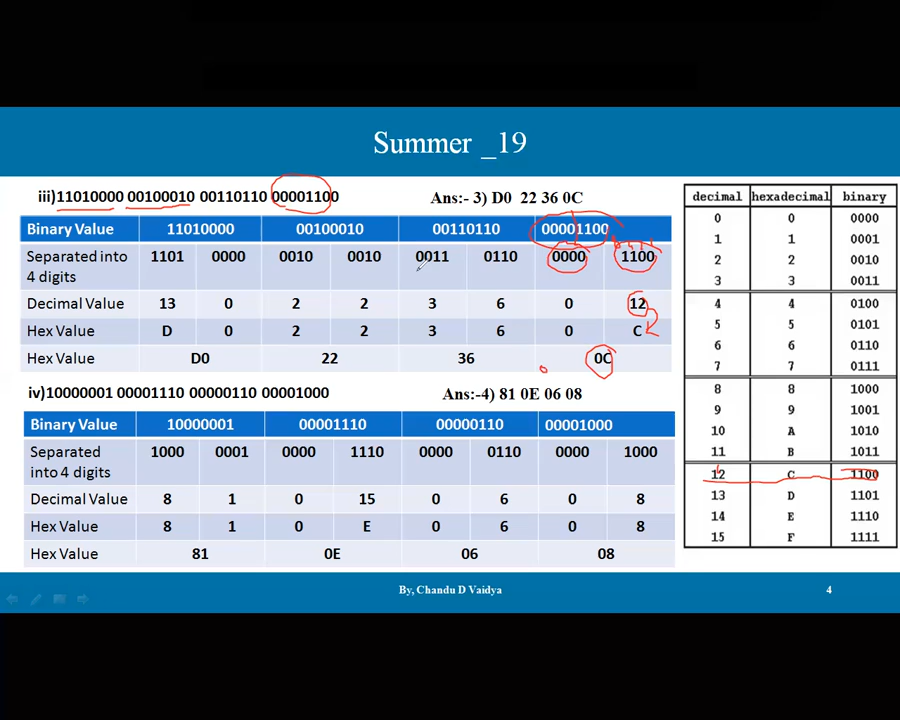 Summer _19
iii)11010000 00100010 00110110 00001100 Ans:- 3) D0 22 36 0C
Binary Value 11010000 00100010 00110110 00001100
Separated into 4 digits 1101 0000 0010 0010 0011 0110 0000 1100
Decimal Value 13 0 2 2 3 6 0 12
Hex Value D 0 2 2 3 6 0 C
Hex Value D0 22 36 0C
iv)10000001 00001110 00000110 00001000 Ans:-4) 81 0E 06 08
Binary Value 10000001 00001110 00000110 00001000
Separated into 4 digits 1000 0001 0000 1110 0000 0110 0000 1000
Decimal Value 8 1 0 15 0 6 0 8
Hex Value 8 1 0 E 0 6 0 8
Hex Value 81 0E 06 08
decimal hexadecimal binary
0 0 0000
1 1 0001
2 2 0010
3 3 0011
4 4 0100
5 5 0101
6 6 0110
7 7 0111
8 8 1000
9 9 1001
10 A 1010
11 B 1011
12 C 1100
13 D 1101
14 E 1110
15 F 1111
By, Chandu D Vaidya 4